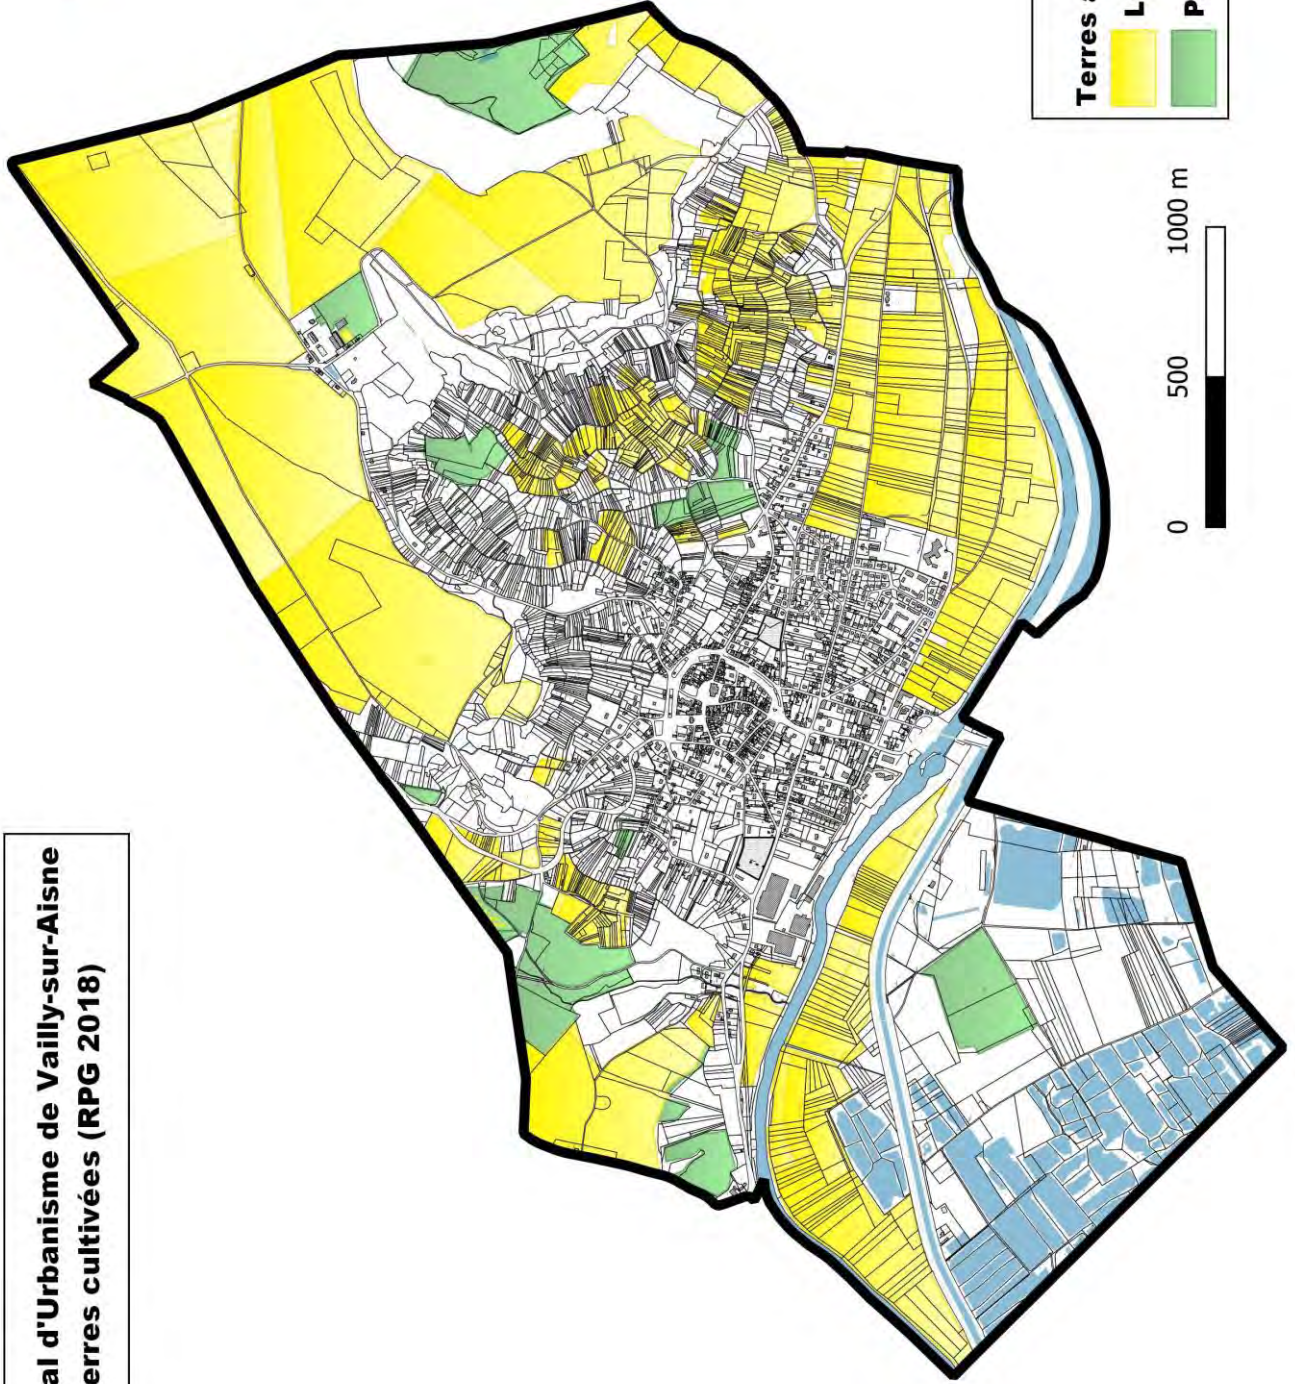 al d'Urbanisme de Vailly-sur-Aisne
erres cultivées (RPG 2018)
Terres a
L
P
0 500 1000 m